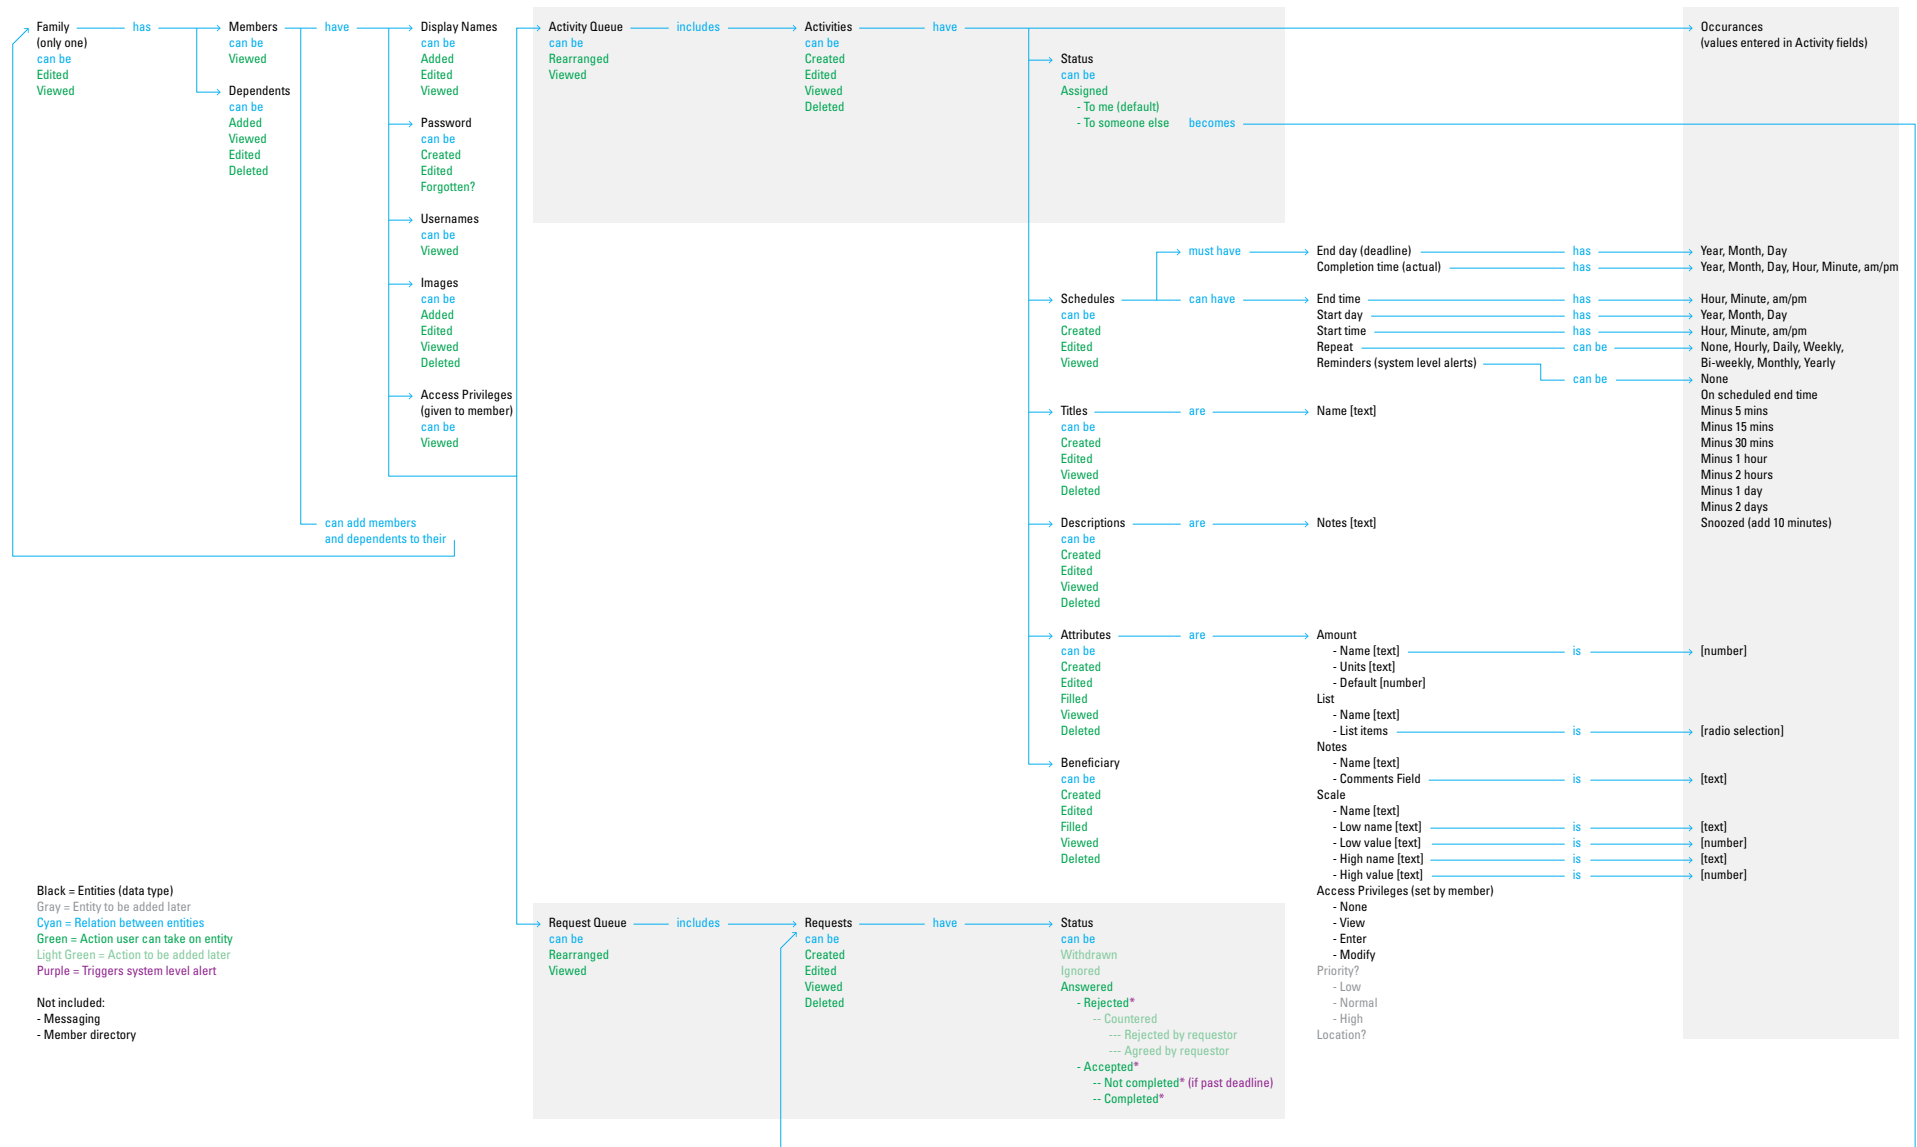 Family
(only one)
can be
Edited
Viewed
has
Members
can be
Viewed
Dependents
can be
Added
Viewed
Edited
Deleted
have
Display Names
can be
Added
Edited
Viewed
Password
can be
Created
Edited
Forgotten?
Usernames
can be
Viewed
Images
can be
Added
Edited
Viewed
Deleted
Access Privileges
(given to member)
can be
Viewed
can add members
and dependents to their
Activity Queue
can be
Rearranged
Viewed
includes
Activities
can be
Created
Edited
Viewed
Deleted
have
Status
can be
Assigned
- To me (default)
- To someone else
becomes
Occurances
(values entered in Activity fields)
Schedules
can be
Created
Edited
Viewed
must have
End day (deadline)
has
Year, Month, Day
Completion time (actual)
has
Year, Month, Day, Hour, Minute, am/pm
can have
End time
has
Hour, Minute, am/pm
Start day
has
Year, Month, Day
Start time
has
Hour, Minute, am/pm
Repeat
can be
None, Hourly, Daily, Weekly,
Bi-weekly, Monthly, Yearly
Reminders (system level alerts)
can be
None
On scheduled end time
Minus 5 mins
Minus 15 mins
Minus 30 mins
Minus 1 hour
Minus 2 hours
Minus 1 day
Minus 2 days
Snoozed (add 10 minutes)
Titles
can be
Created
Edited
Viewed
Deleted
are
Name [text]
Descriptions
can be
Created
Edited
Viewed
Deleted
are
Notes [text]
Attributes
can be
Created
Edited
Filled
Viewed
Deleted
are
Amount
- Name [text]
is
[number]
- Units [text]
- Default [number]
List
- Name [text]
- List items
is
[radio selection]
Notes
- Name [text]
- Comments Field
is
[text]
Scale
- Name [text]
- Low name [text]
is
[text]
- Low value [text]
is
[number]
- High name [text]
is
[text]
- High value [text]
is
[number]
Access Privileges (set by member)
- None
- View
- Enter
- Modify
Priority?
- Low
- Normal
- High
Location?
Beneficiary
can be
Created
Edited
Filled
Viewed
Deleted
Request Queue
can be
Rearranged
Viewed
includes
Requests
can be
Created
Edited
Viewed
Deleted
have
Status
can be
Withdrawn
Ignored
Answered
- Rejected*
-- Countered
--- Rejected by requestor
--- Agreed by requestor
- Accepted*
-- Not completed* (if past deadline)
-- Completed*
Black = Entities (data type)
Gray = Entity to be added later
Cyan = Relation between entities
Green = Action user can take on entity
Light Green = Action to be added later
Purple = Triggers system level alert
Not included:
- Messaging
- Member directory